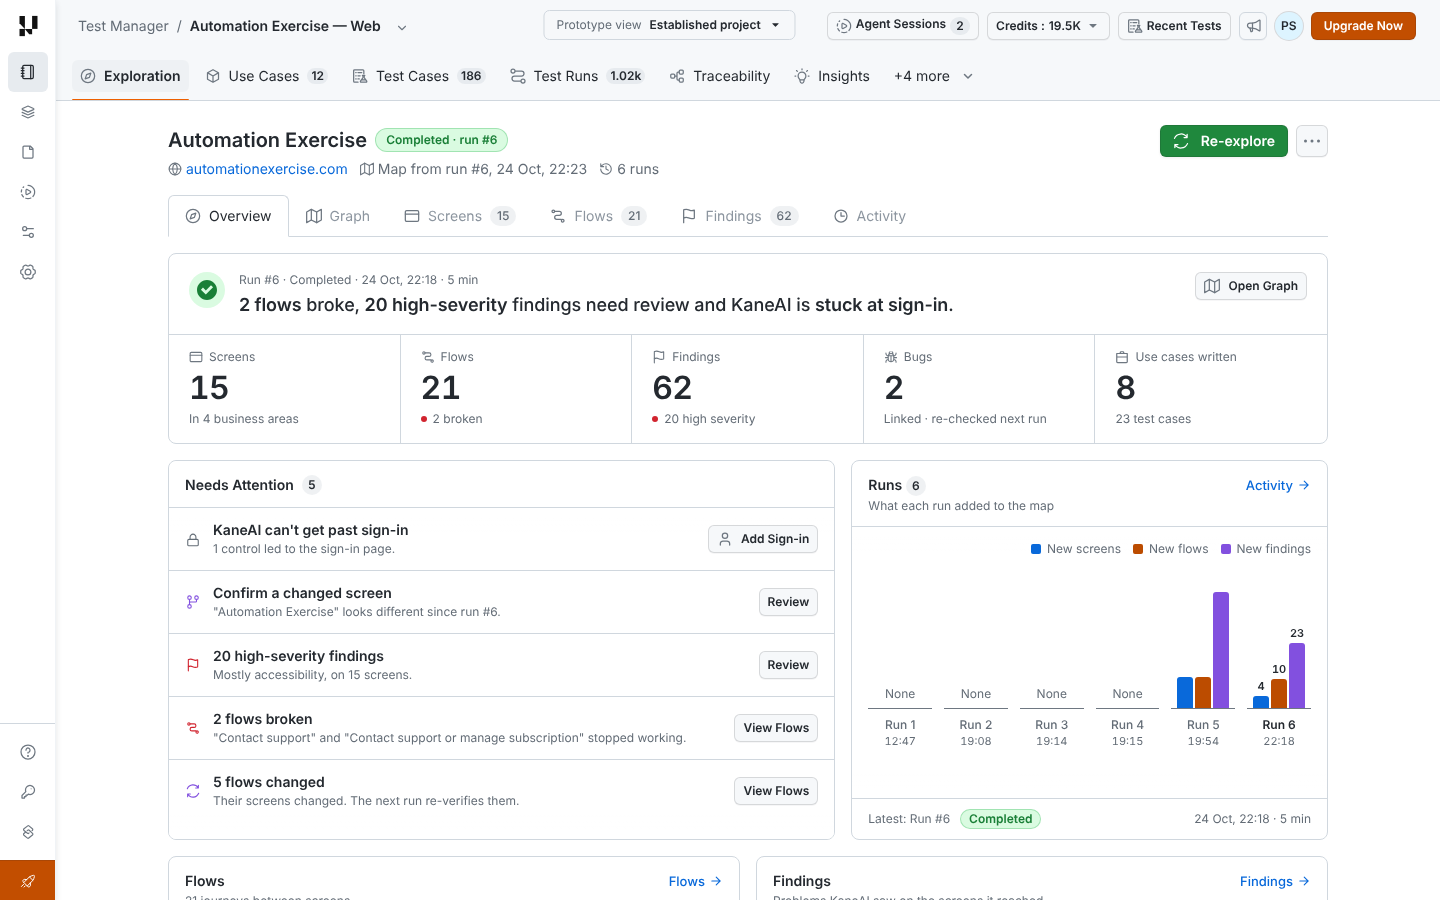 Test Manager / Automation Exercise — Web
Prototype view Established project
Agent Sessions 2
Credits : 19.5K
Recent Tests
PS
Upgrade Now
Exploration
Use Cases 12
Test Cases 186
Test Runs 1.02k
Traceability
Insights
+4 more
Automation Exercise
Completed · run #6
Re-explore
automationexercise.com
Map from run #6, 24 Oct, 22:23
6 runs
Overview
Graph
Screens 15
Flows 21
Findings 62
Activity
Run #6 · Completed · 24 Oct, 22:18 · 5 min
2 flows broke, 20 high-severity findings need review and KaneAI is stuck at sign-in.
Open Graph
Screens
15
In 4 business areas
Flows
21
2 broken
Findings
62
20 high severity
Bugs
2
Linked · re-checked next run
Use cases written
8
23 test cases
Needs Attention 5
KaneAI can't get past sign-in
1 control led to the sign-in page.
Add Sign-in
Confirm a changed screen
"Automation Exercise" looks different since run #6.
Review
20 high-severity findings
Mostly accessibility, on 15 screens.
Review
2 flows broken
"Contact support" and "Contact support or manage subscription" stopped working.
View Flows
5 flows changed
Their screens changed. The next run re-verifies them.
View Flows
Runs 6
Activity
What each run added to the map
New screens
New flows
New findings
None
None
None
None
4
10
23
Run 1
12:47
Run 2
19:08
Run 3
19:14
Run 4
19:15
Run 5
19:54
Run 6
22:18
Latest: Run #6
Completed
24 Oct, 22:18 · 5 min
Flows
Flows
21 journeys between screens
Findings
Findings
Problems KaneAI saw on the screens it reached